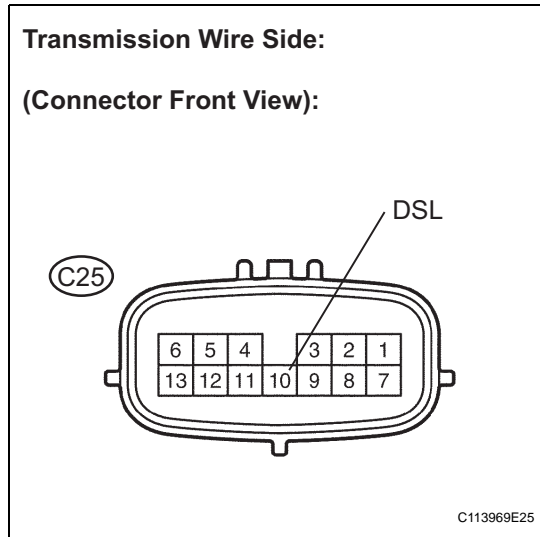 Transmission Wire Side:
(Connector Front View):
DSL
C25
6 5 4 3 2 1
13 12 11 10 9 8 7
C113969E25